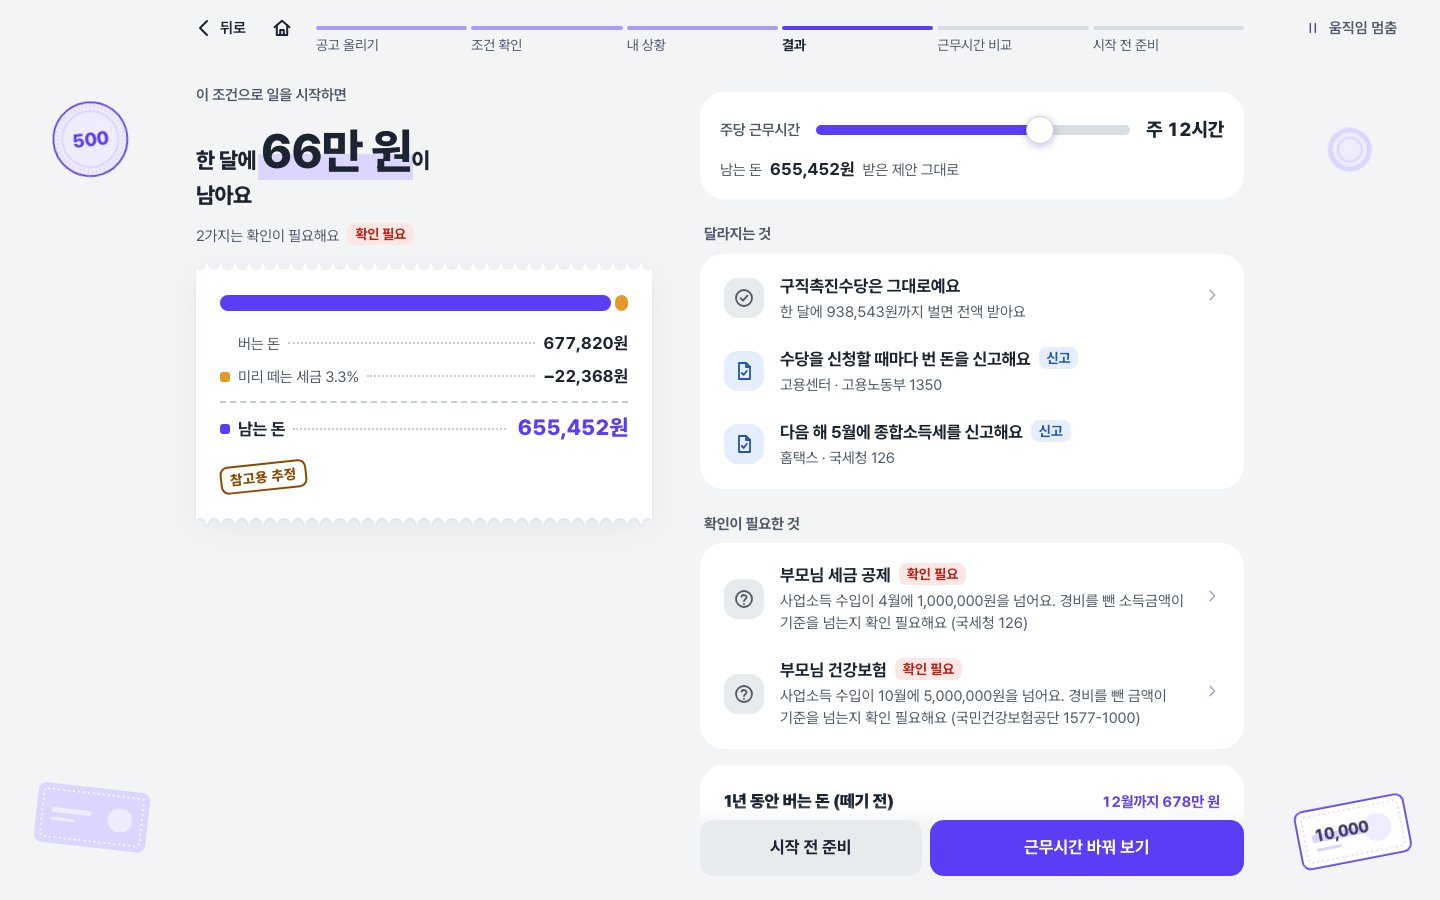 뒤로
공고 올리기
조건 확인
내 상황
결과
근무시간 비교
시작 전 준비
움직임 멈춤
500
이 조건으로 일을 시작하면
한 달에 66만 원이
남아요
2가지는 확인이 필요해요 확인 필요
버는 돈 677,820원
미리 떼는 세금 3.3% −22,368원
남는 돈 655,452원
참고용 추정
주당 근무시간 주 12시간
남는 돈 655,452원 받은 제안 그대로
달라지는 것
구직촉진수당은 그대로예요
한 달에 938,543원까지 벌면 전액 받아요
수당을 신청할 때마다 번 돈을 신고해요 신고
고용센터 · 고용노동부 1350
다음 해 5월에 종합소득세를 신고해요 신고
홈택스 · 국세청 126
확인이 필요한 것
부모님 세금 공제 확인 필요
사업소득 수입이 4월에 1,000,000원을 넘어요. 경비를 뺀 소득금액이
기준을 넘는지 확인 필요해요 (국세청 126)
부모님 건강보험 확인 필요
사업소득 수입이 10월에 5,000,000원을 넘어요. 경비를 뺀 금액이
기준을 넘는지 확인 필요해요 (국민건강보험공단 1577-1000)
1년 동안 버는 돈 (떼기 전) 12월까지 678만 원
시작 전 준비
근무시간 바꿔 보기
10,000